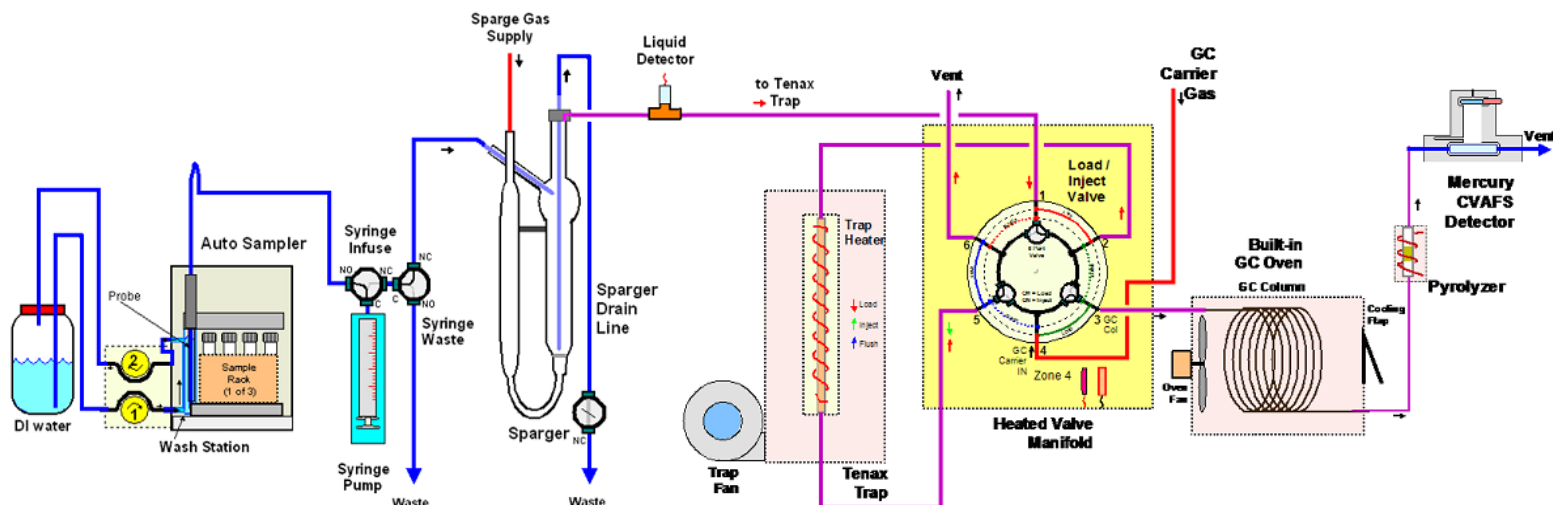 Sparge Gas
Supply
Liquid
Detector
to Tenax
Trap
Vent
GC
Carrier
Gas
Vent
Mercury
CVAFS
Detector
Load /
Inject
Valve
1
2
3
4
5
6
Off = Load
ON = Inject
GC
Col
GC
Carrier
IN
Zone 4
Heated Valve
Manifold
Trap
Heater
Load
Inject
Flush
Trap
Fan
Tenax
Trap
Built-in
GC Oven
GC Column
Cooling
Flap
Oven
Fan
Pyrolyzer
Auto Sampler
Probe
Sample
Rack
(1 of 3)
2
1
DI water
Wash Station
Syringe
Infuse
NO
NC
C
NC
C
NO
Syringe
Waste
Syringe
Pump
Waste
Sparger
Drain
Line
Sparger
NC
Waste